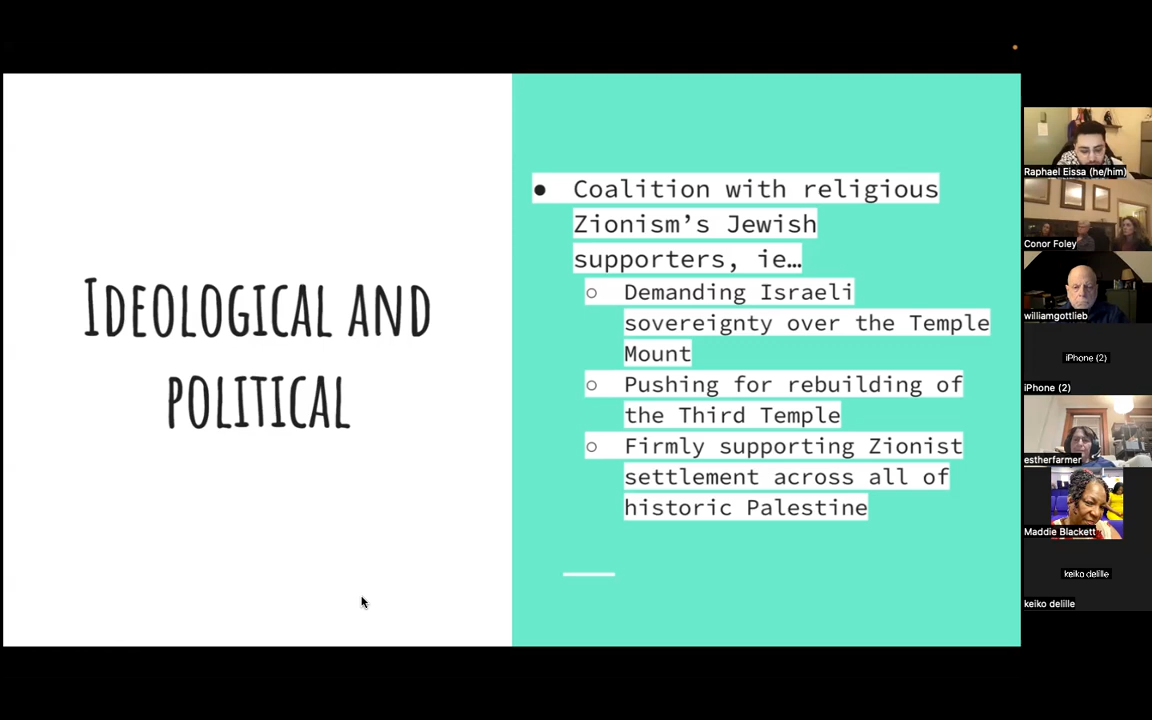 IDEOLOGICAL AND
POLITICAL
● Coalition with religious
Zionism’s Jewish
supporters, ie…
○ Demanding Israeli
sovereignty over the Temple
Mount
○ Pushing for rebuilding of
the Third Temple
○ Firmly supporting Zionist
settlement across all of
historic Palestine
Raphael Eissa (he/him)
Conor Foley
williamgottlieb
iPhone (2)
iPhone (2)
estherfarmer
Maddie Blackett
keiko delille
keiko delille